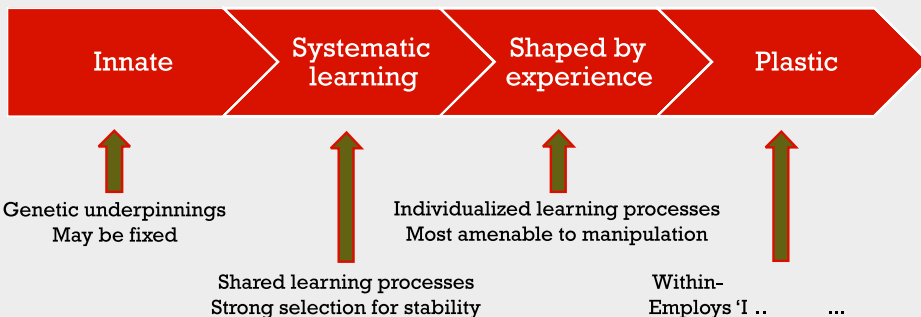 Innate
Systematic
learning
Shaped by
experience
Plastic
Genetic underpinnings
May be fixed
Individualized learning processes
Most amenable to manipulation
Shared learning processes
Strong selection for stability
Within-
Employs ‘I .. ...